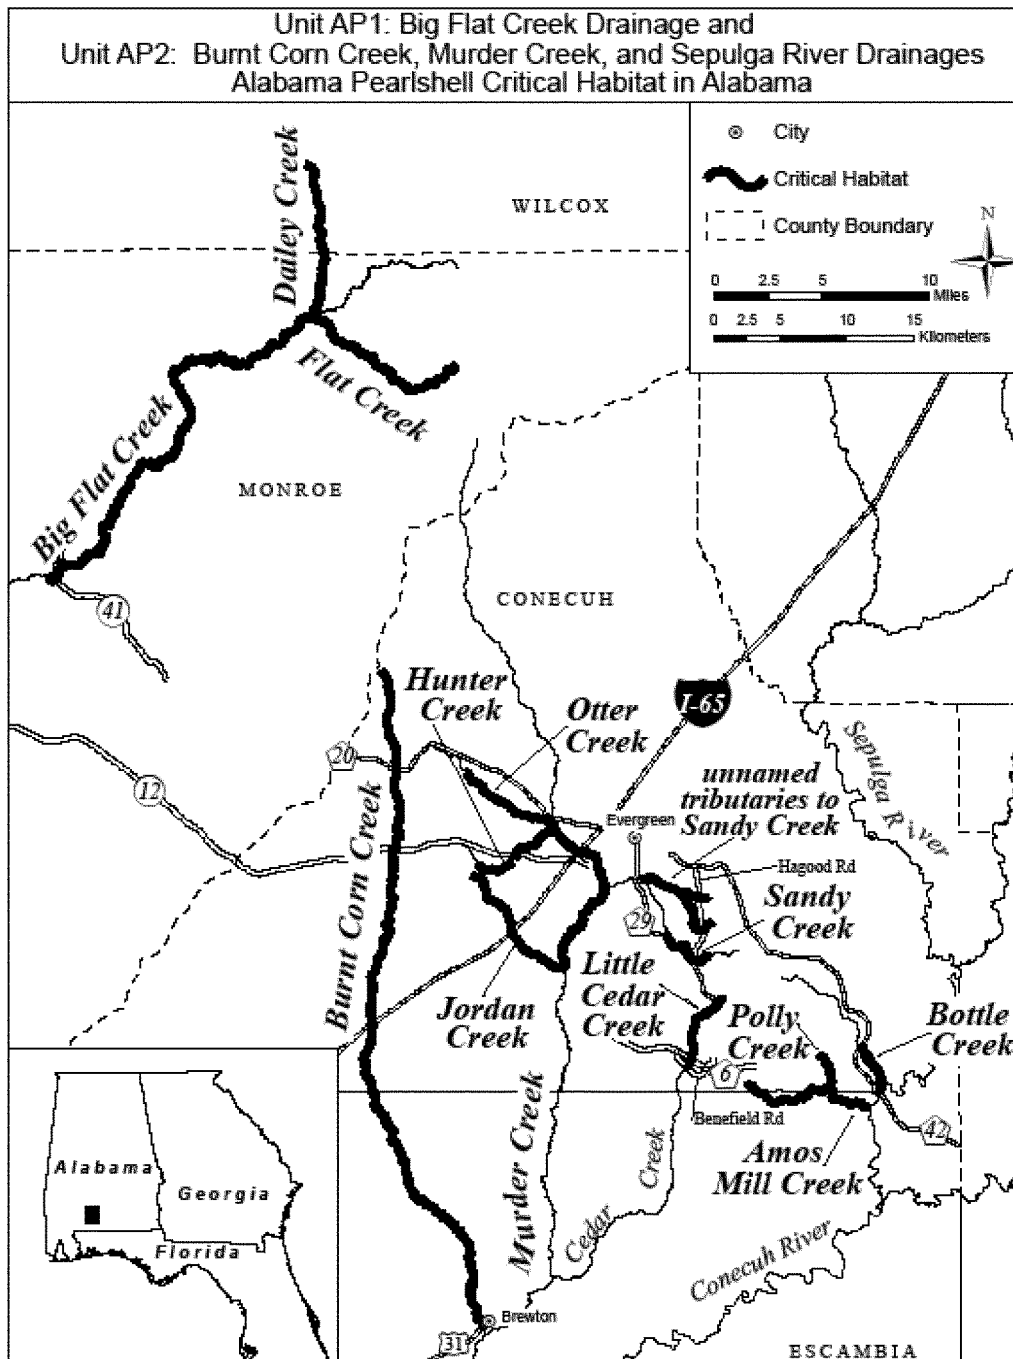 Unit AP1: Big Flat Creek Drainage and
Unit AP2: Burnt Corn Creek, Murder Creek, and Sepulga River Drainages
Alabama Pearlshell Critical Habitat in Alabama
City
Critical Habitat
County Boundary
N
0 2.5 5 10
Miles
0 2.5 5 10 15
Kilometers
WILCOX
Dailey Creek
Flat Creek
Big Flat Creek
MONROE
41
CONECUH
Hunter
Creek
Otter
Creek
I-65
Sepulga River
20
12
unnamed
tributaries to
Sandy Creek
Evergreen
Hagood Rd
Burnt Corn Creek
Sandy
Creek
29
Little
Cedar
Creek
Jordan
Creek
Polly
Creek
Bottle
Creek
6
Benefield Rd
42
Murder Creek
Amos
Mill Creek
Cedar Creek
Conecuh River
Alabama
Georgia
Florida
Brewton
31
ESCAMBIA